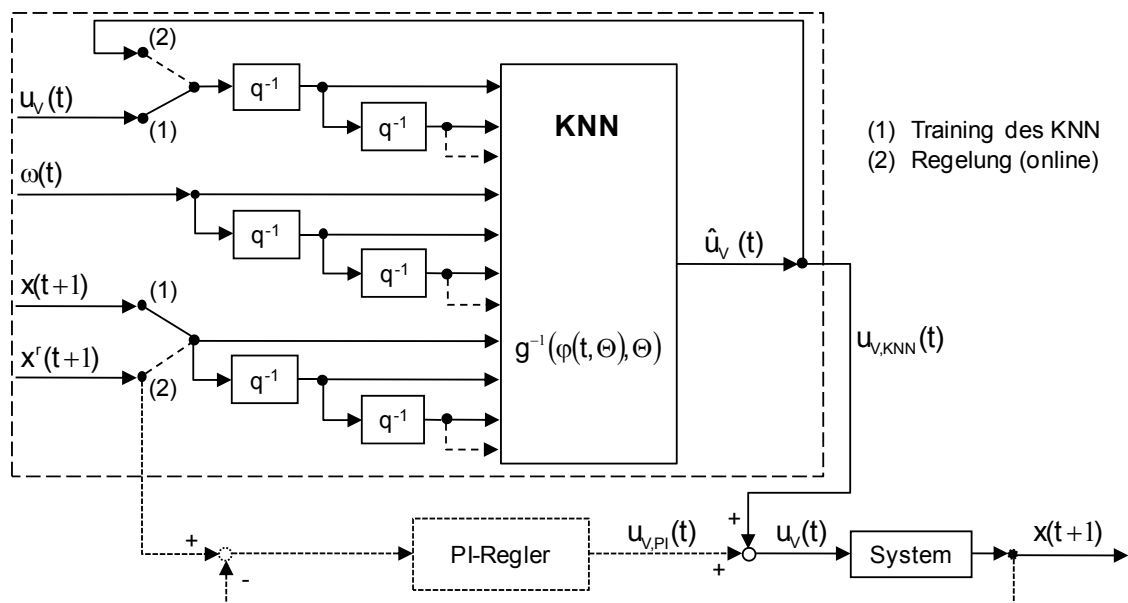 (2)
u_V(t)
(1)
q⁻¹
q⁻¹
KNN
(1) Training des KNN
(2) Regelung (online)
ω(t)
q⁻¹
q⁻¹
û_V (t)
x(t+1)
(1)
g⁻¹(φ(t,Θ),Θ)
u_V,KNN(t)
xʳ(t+1)
(2)
q⁻¹
q⁻¹
+
-
PI-Regler
u_V,PI(t)
+
+
u_V(t)
System
x(t+1)